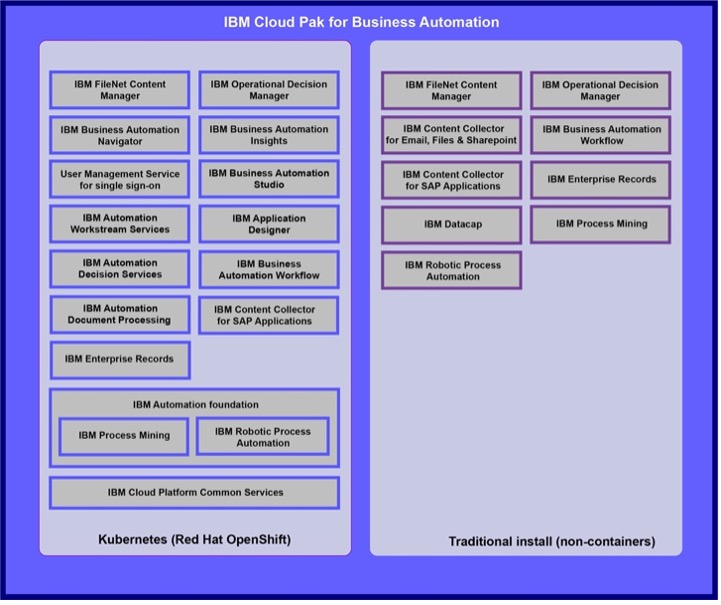 IBM Cloud Pak for Business Automation
IBM FileNet Content
Manager
IBM Operational Decision
Manager
IBM Business Automation
Navigator
IBM Business Automation
Insights
User Management Service
for single sign-on
IBM Business Automation
Studio
IBM Automation
Workstream Services
IBM Application
Designer
IBM Automation
Decision Services
IBM Business
Automation Workflow
IBM Automation
Document Processing
IBM Content Collector
for SAP Applications
IBM Enterprise Records
IBM Automation foundation
IBM Process Mining
IBM Robotic Process
Automation
IBM Cloud Platform Common Services
Kubernetes (Red Hat OpenShift)
IBM FileNet Content
Manager
IBM Operational Decision
Manager
IBM Content Collector
for Email, Files & Sharepoint
IBM Business Automation
Workflow
IBM Content Collector
for SAP Applications
IBM Enterprise Records
IBM Datacap
IBM Process Mining
IBM Robotic Process
Automation
Traditional install (non-containers)